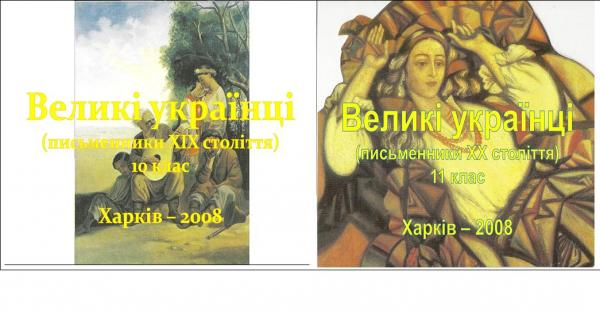 Великі українці
(письменники ХІХ століття)
10 клас
Харків – 2008
Великі українці
(письменники ХХ століття)
11 клас
Харків – 2008